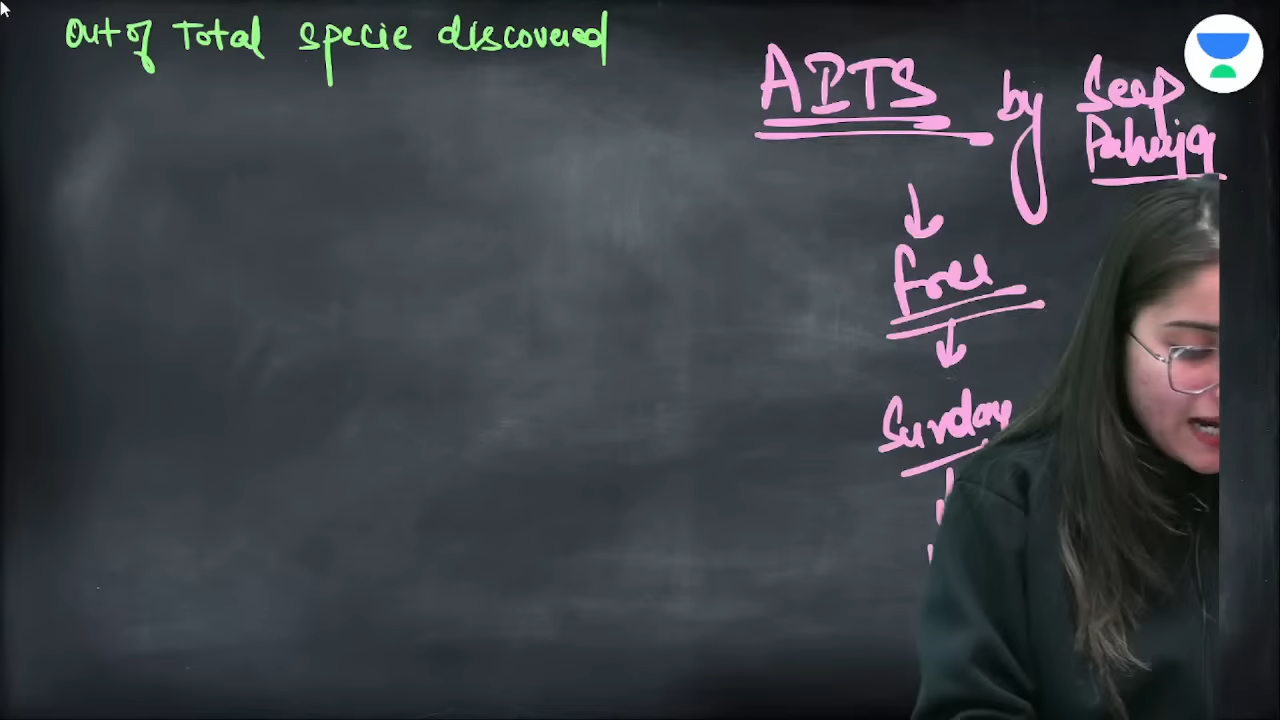 out of Total specie discovered
AITS by Seep
Pahuja
Free
Sunday